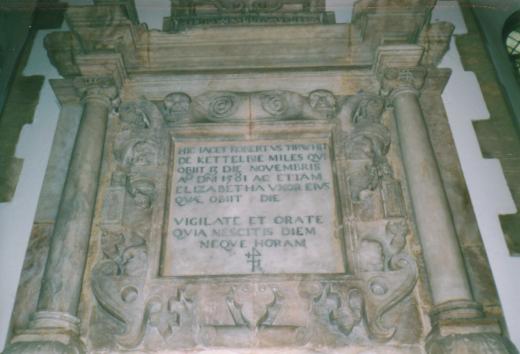 HIC IACET ROBERTVS TIRWHIT
DE KETTELBIE MILES QVI
OBIIT 13 DIE NOVEMBRIS
Aº DNI 1581 AC ETIAM
ELIZABETHA VXOR EIVS
QVÆ OBIIT DIE
VIGILATE ET ORATE
QVIA NESCITIS DIEM
NEQVE HORAM